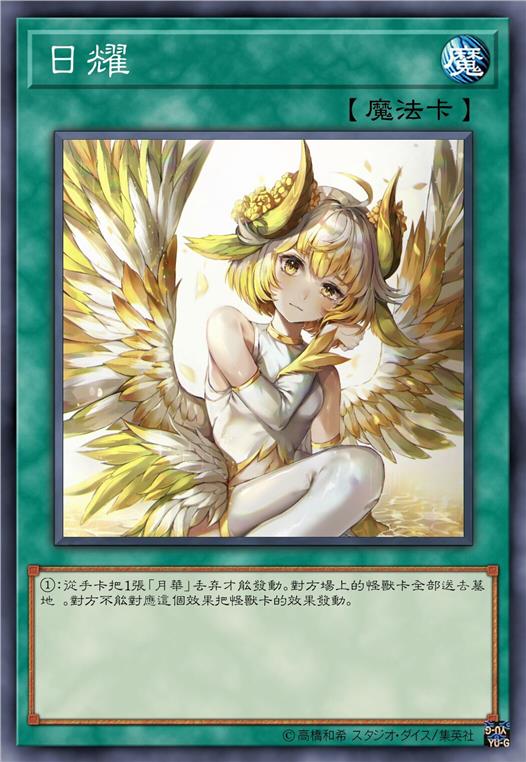 日耀
魔
【魔法卡】
①:從手卡把1張「月華」丟弃才能發動。對方場上的怪獸卡全部送去墓
地 。對方不能對應這個效果把怪獸卡的效果發動。
©高橋和希 スタジオ・ダイス/集英社
YU-G
YU-G